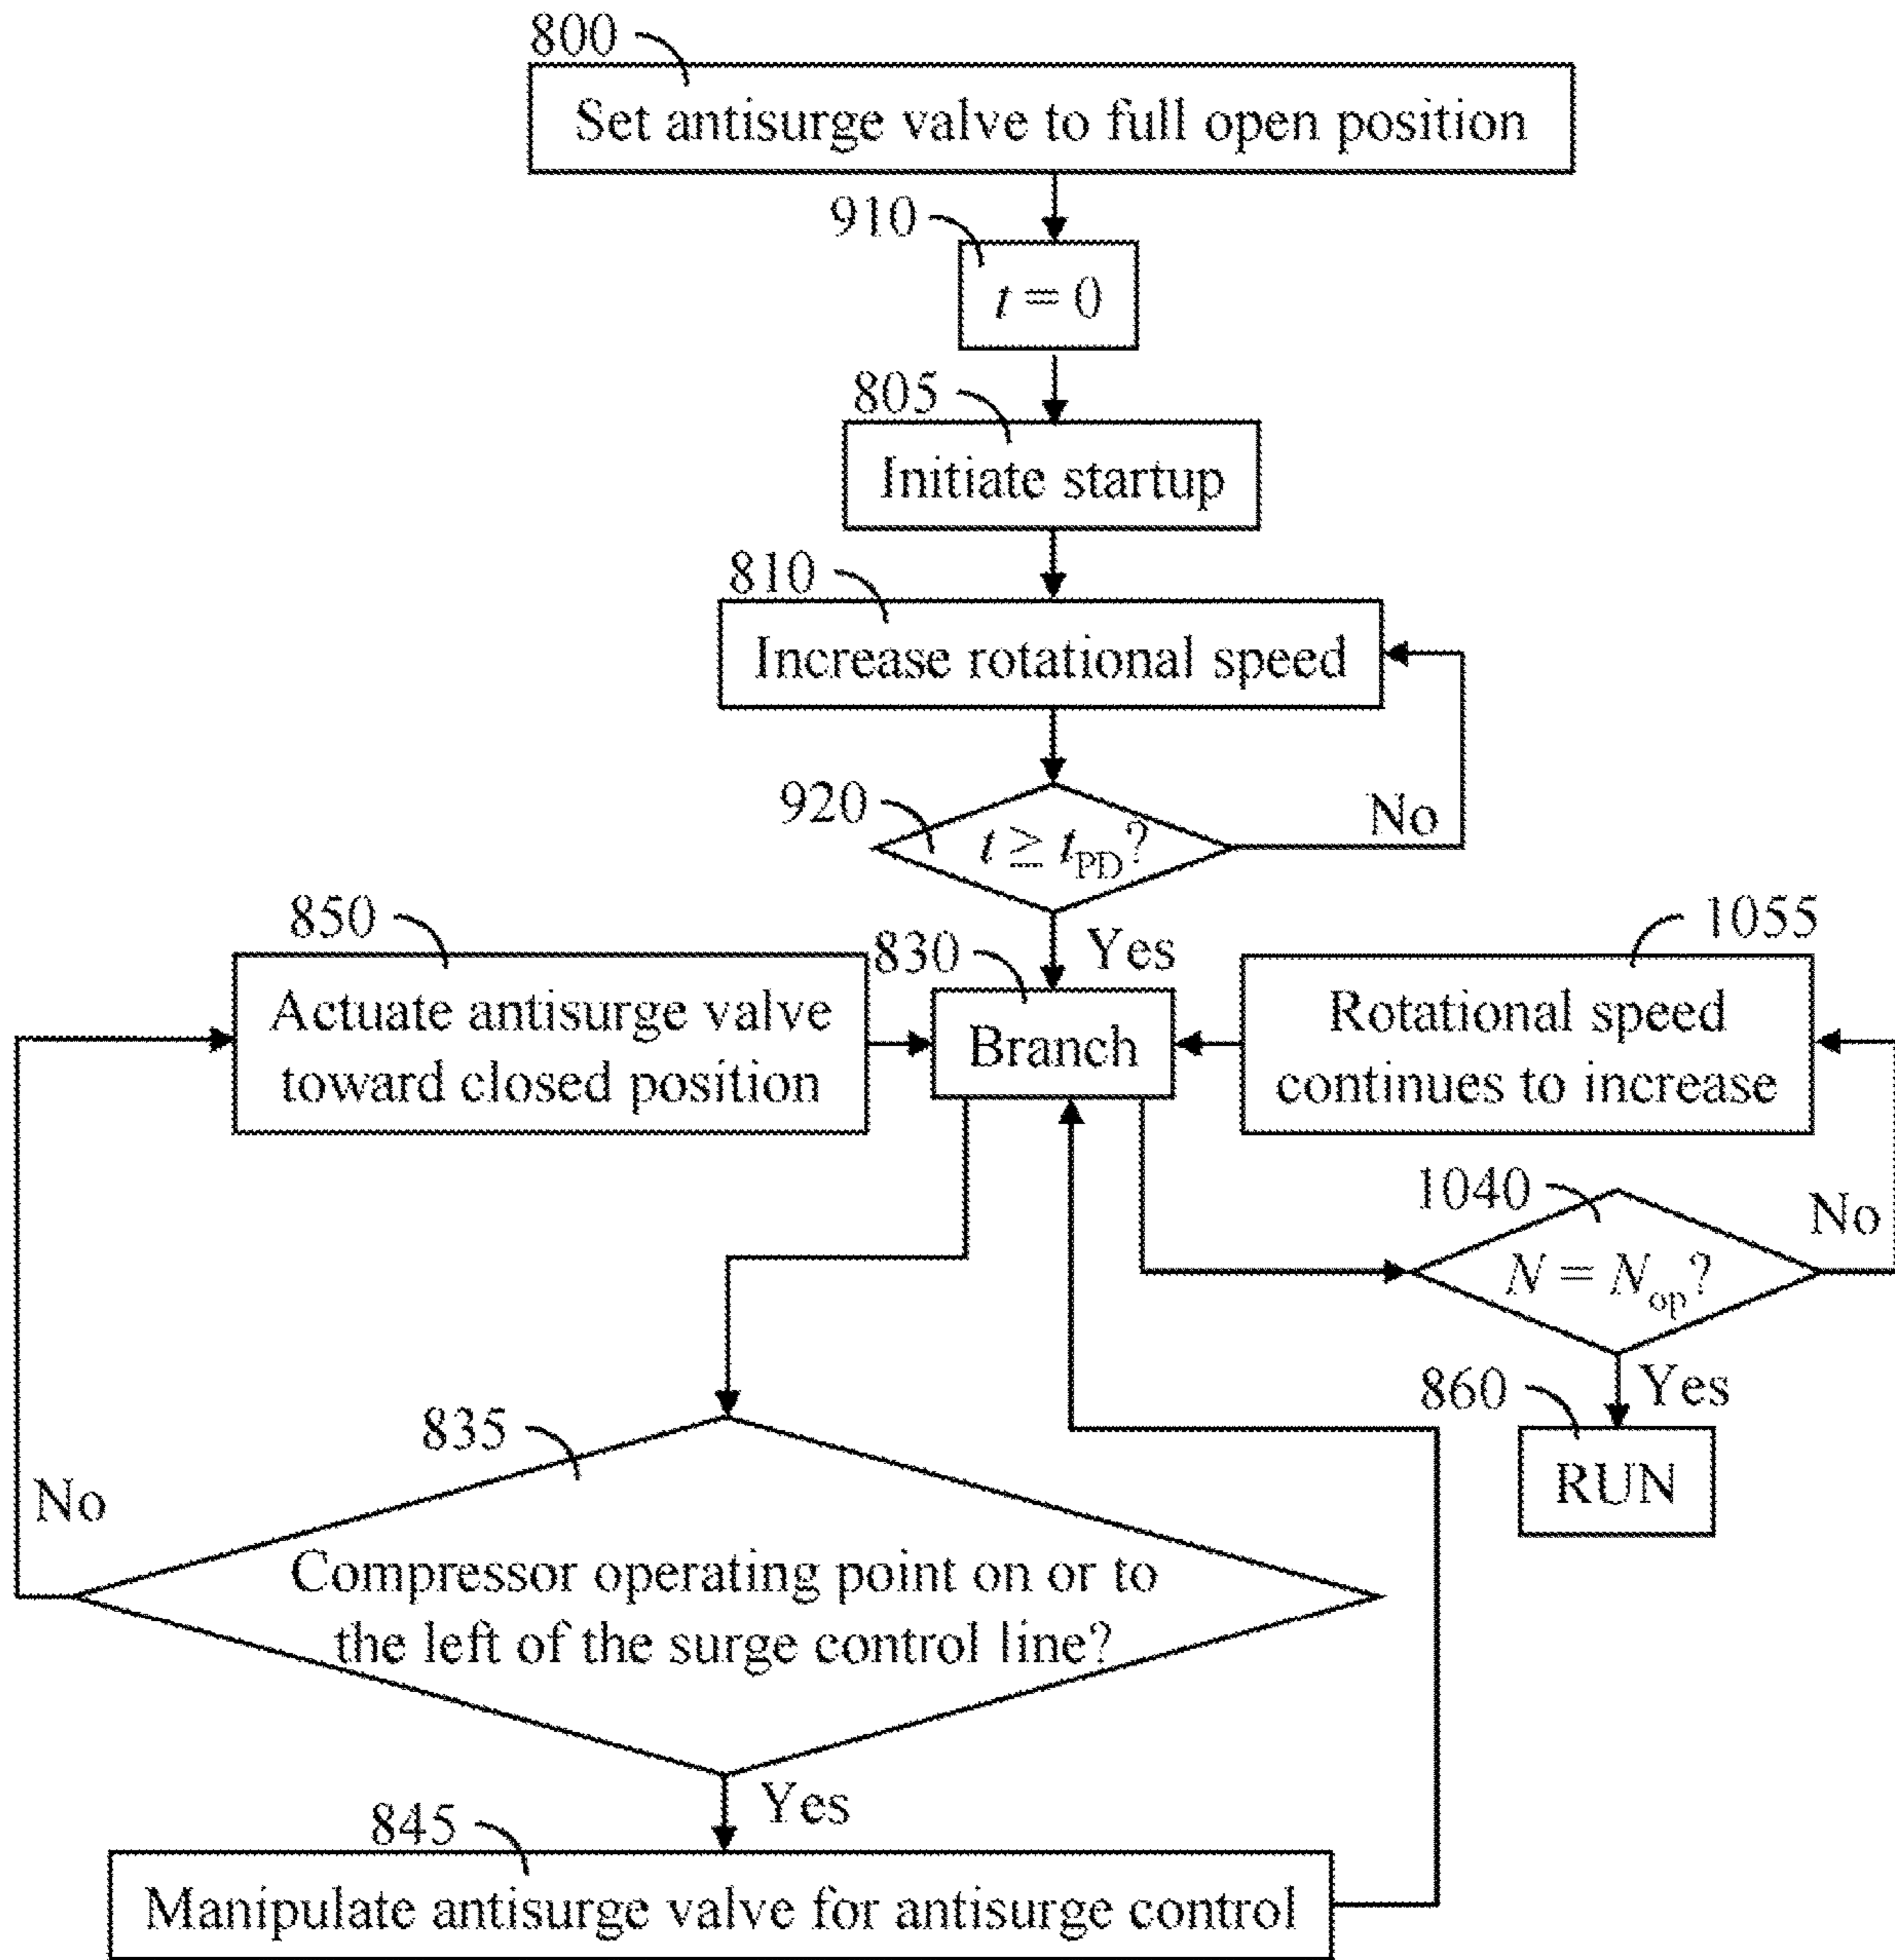 800
Set antisurge valve to full open position
910
t = 0
805
Initiate startup
810
Increase rotational speed
920
t ≥ tPD?
No
Yes
850
Actuate antisurge valve
toward closed position
830
Branch
1055
Rotational speed
continues to increase
1040
N = Nop?
No
Yes
860
RUN
835
No
Compressor operating point on or to
the left of the surge control line?
Yes
845
Manipulate antisurge valve for antisurge control